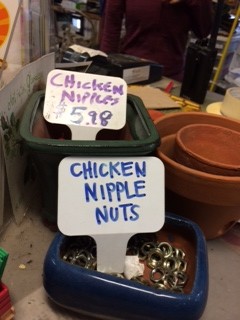 CHICKEN
NIPPLES
$5.98
CHICKEN
NIPPLE
NUTS